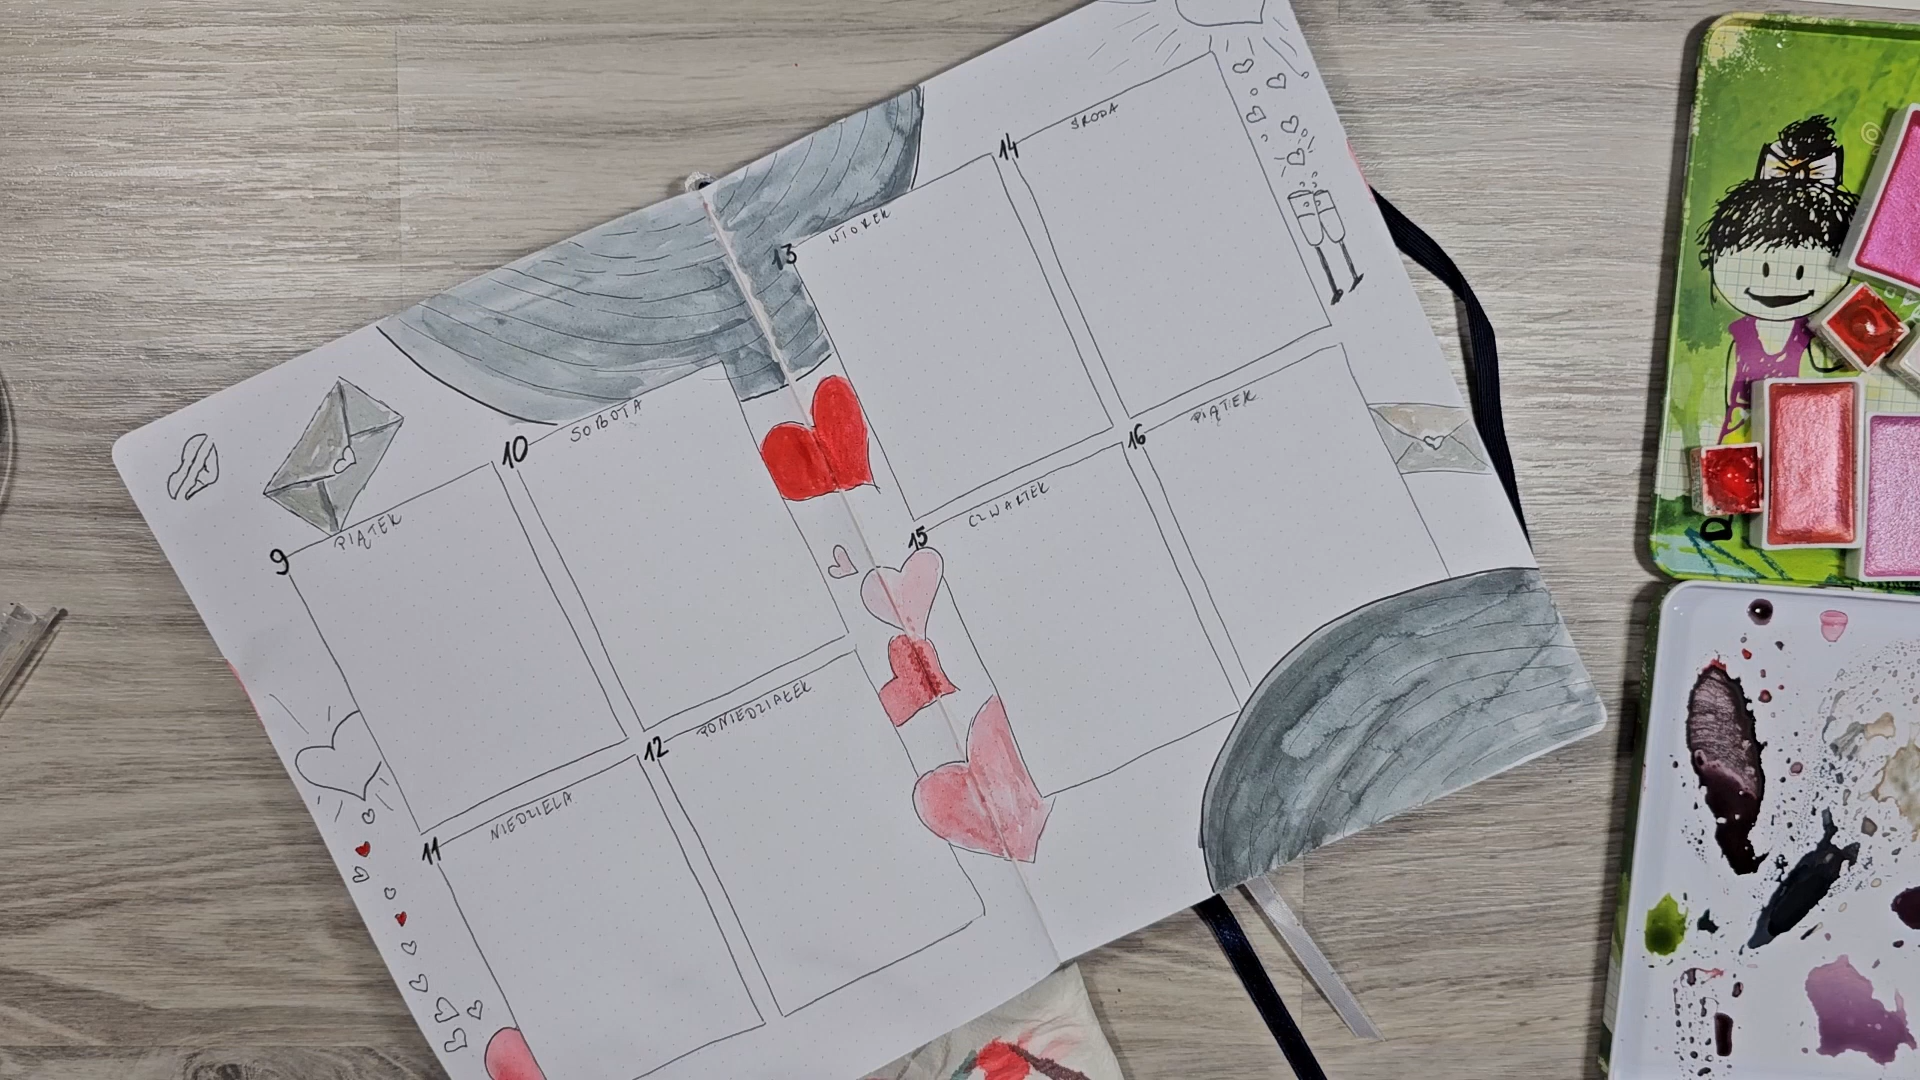 9
PIĄTEK
10
SOBOTA
11
NIEDZIELA
12
PONIEDZIAŁEK
13
WTOREK
14
ŚRODA
15
CZWARTEK
16
PIĄTEK